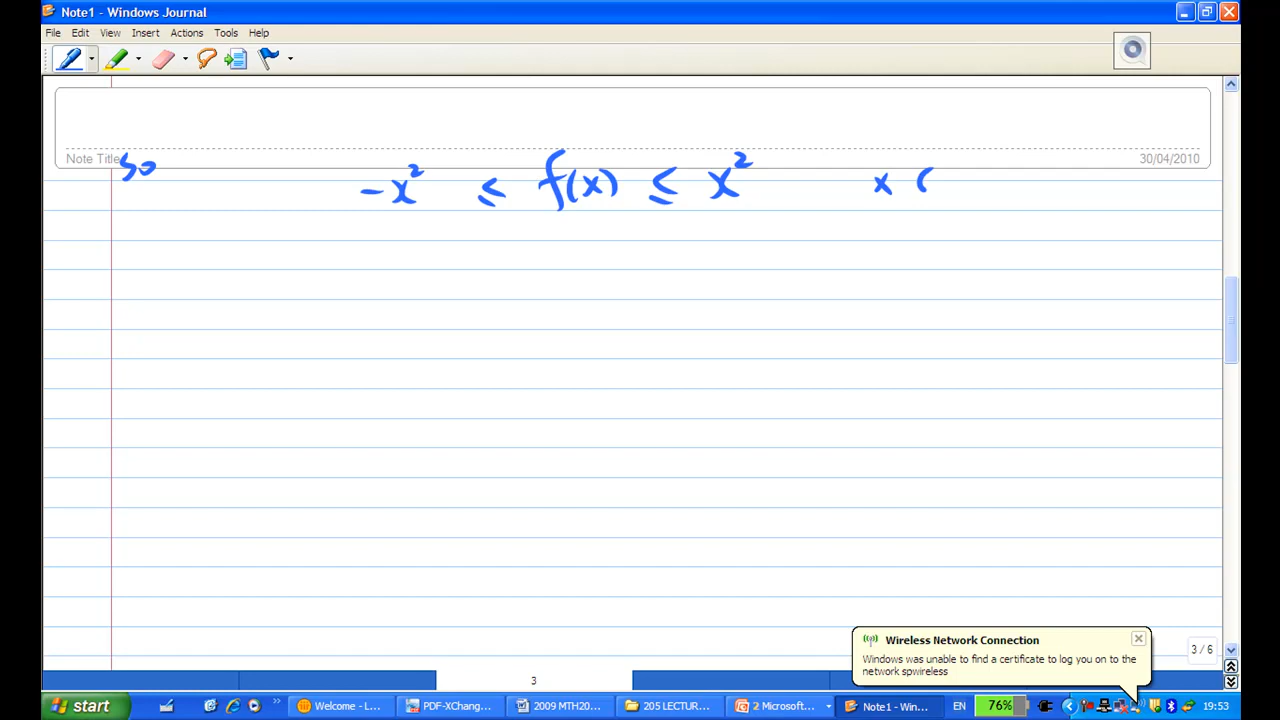 Note1 - Windows Journal
File Edit View Insert Actions Tools Help
Note Title
30/04/2010
So -x² ≤ f(x) ≤ x² x (
Wireless Network Connection
Windows was unable to find a certificate to log you on to the
network spwireless
3 / 6
3
start
Welcome - L...
PDF-XChang...
2009 MTH20...
205 LECTUR...
2 Microsoft...
Note1 - Win...
EN
76%
19:53